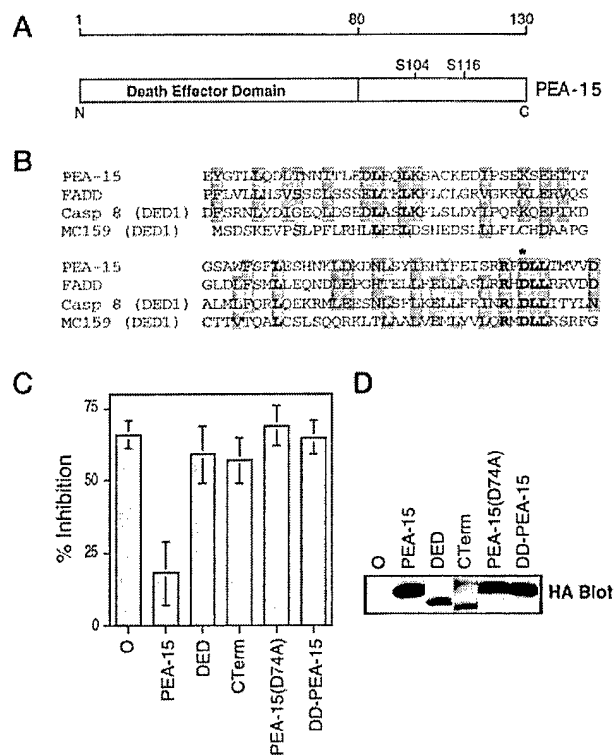 A
1
80
130
S104
S116
Death Effector Domain
PEA-15
N
C
B
PEA-15
FADD
Casp 8 (DED1)
MC159 (DED1)
MSDSKEVPSLPFLRHLLEELDSHEDSLLLFLCHDAAPG
*
PEA-15
FADD
Casp 8 (DED1)
MC159 (DED1)
CTTVTQALCSLSQQRKLTLAALVEMLYVLQRMDLLKSRFG
C
75
50
25
0
% Inhibition
O
PEA-15
DED
CTerm
PEA-15(D74A)
DD-PEA-15
D
O
PEA-15
DED
CTerm
PEA-15(D74A)
DD-PEA-15
HA Blot